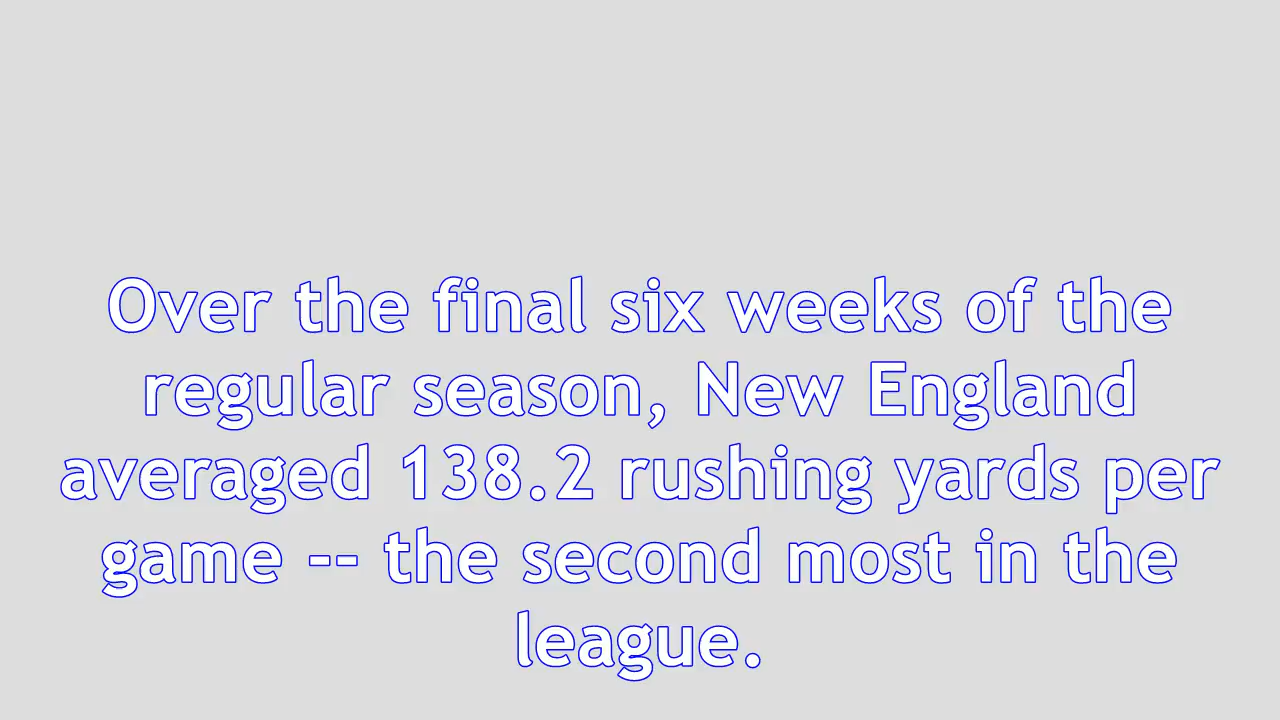 Over the final six weeks of the
regular season, New England
averaged 138.2 rushing yards per
game -- the second most in the
league.